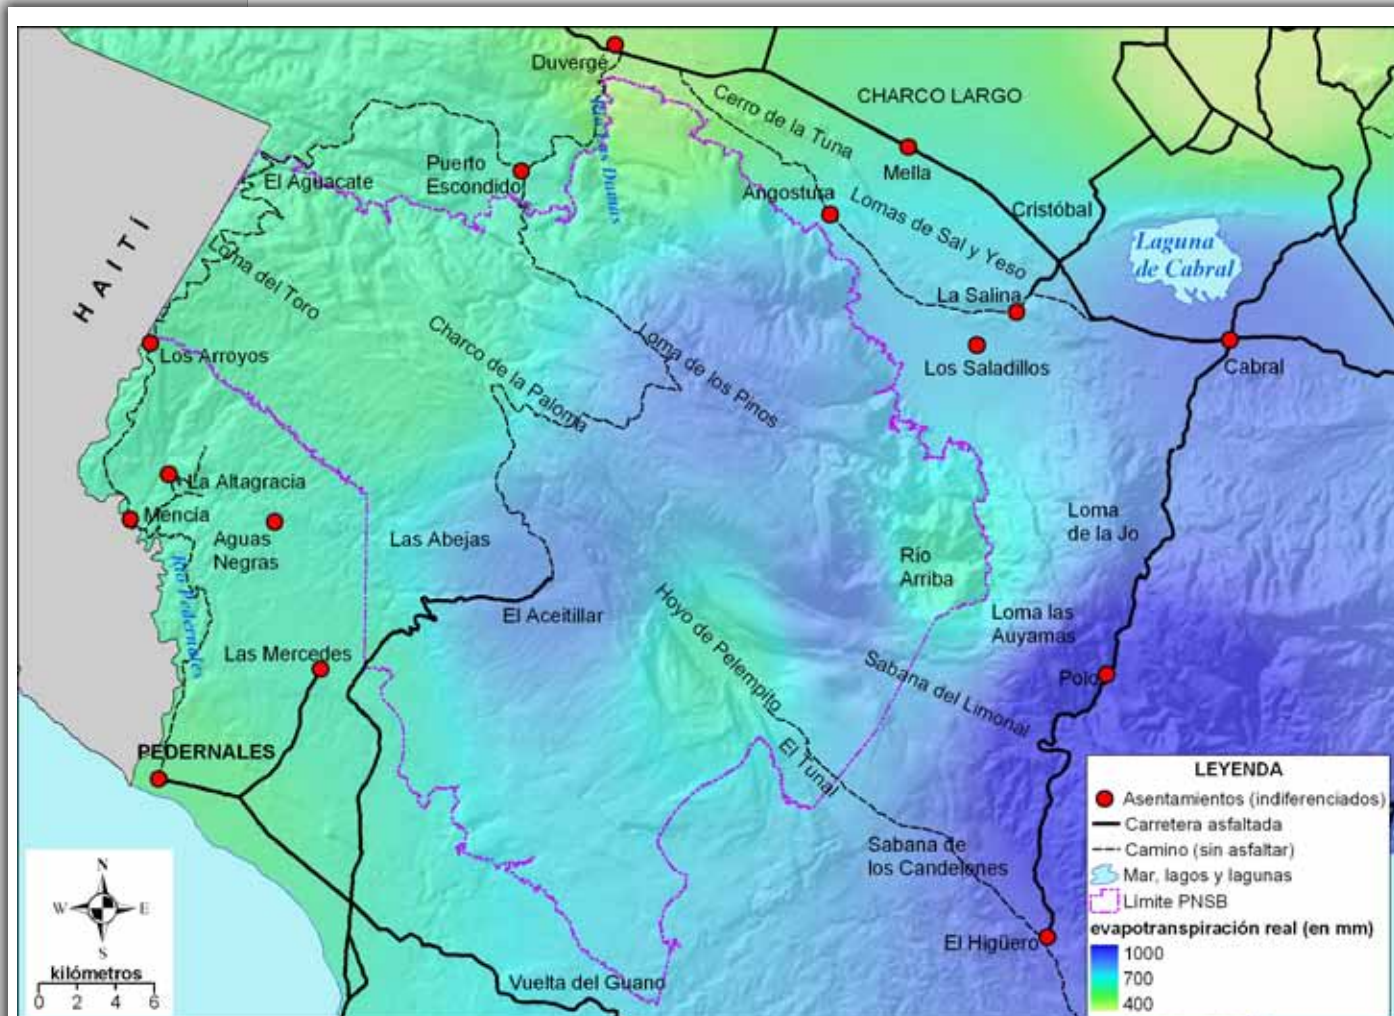 Duvergé
Cerro de la Tuna
CHARCO LARGO
Río Las Damas
Puerto
Escondido
El Aguacate
Mella
Angostura
Lomas de Sal y Yeso
Cristóbal
Laguna
de Cabral
HAITÍ
Loma del Toro
La Salina
Los Arroyos
Charco de la Paloma
Loma de los Pinos
Los Saladillos
Cabral
La Altagracia
Mencía
Aguas
Negras
Las Abejas
Loma
de la Jo
Río
Arriba
Río Pedernales
El Aceitillar
Hoyo de Pelempito
Loma las
Auyamas
Las Mercedes
Sabana del Limonal
Polo
PEDERNALES
El Tunal
Sabana de
los Candelones
El Higüero
Vuelta del Guano
N
W E
S
kilómetros
0 2 4 6
LEYENDA
Asentamientos (indiferenciados)
Carretera asfaltada
Camino (sin asfaltar)
Mar, lagos y lagunas
Límite PNSB
evapotranspiración real (en mm)
1000
700
400